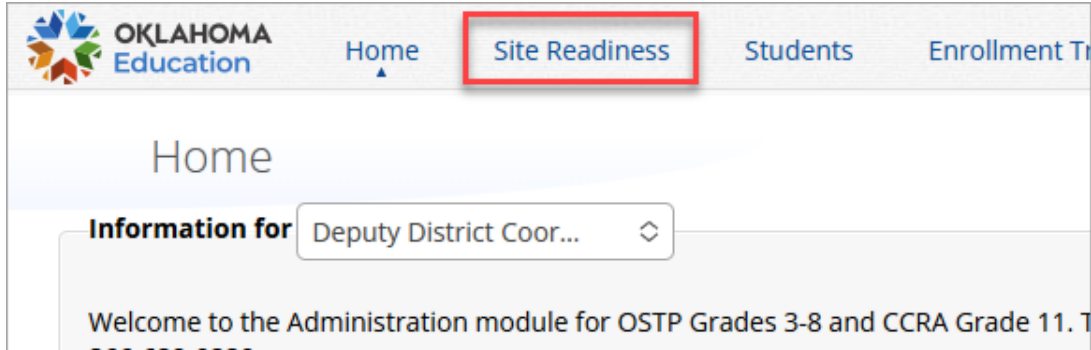 OKLAHOMA
Education
Home
Site Readiness
Students
Enrollment
Home
Information for
Deputy District Coor...
Welcome to the Administration module for OSTP Grades 3-8 and CCRA Grade 11.